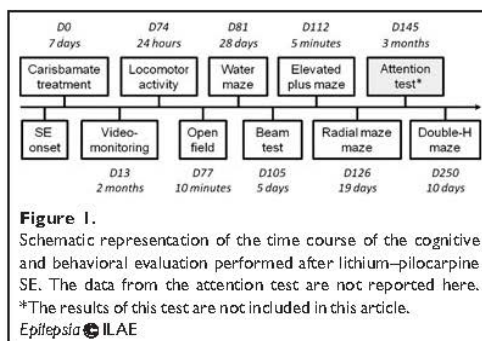 D0 D74 D81 D112 D145
7 days 24 hours 28 days 5 minutes 3 months
Carisbamate treatment
Locomotor activity
Water maze
Elevated plus maze
Attention test*
SE onset
Video-monitoring
Open field
Beam test
Radial maze maze
Double-H maze
D13 D77 D105 D126 D250
2 months 10 minutes 5 days 19 days 10 days
Figure 1.
Schematic representation of the time course of the cognitive
and behavioral evaluation performed after lithium–pilocarpine
SE. The data from the attention test are not reported here.
*The results of this test are not included in this article.
Epilepsia © ILAE